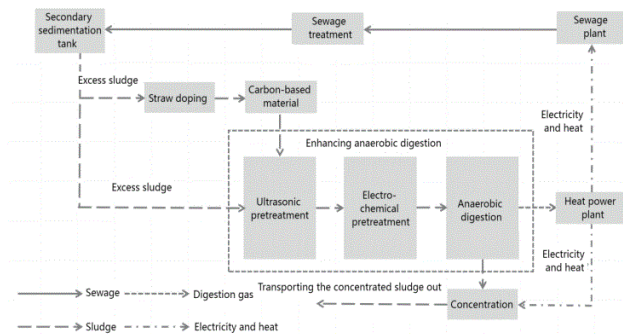 Secondary
sedimentation
tank
Sewage
treatment
Sewage
plant
Excess sludge
Straw doping
Carbon-based
material
Electricity
and heat
Enhancing anaerobic digestion
Excess sludge
Ultrasonic
pretreatment
Electro-
chemical
pretreatment
Anaerobic
digestion
Heat power
plant
Electricity
and heat
Transporting the concentrated sludge out
Concentration
Sewage
Digestion gas
Sludge
Electricity and heat